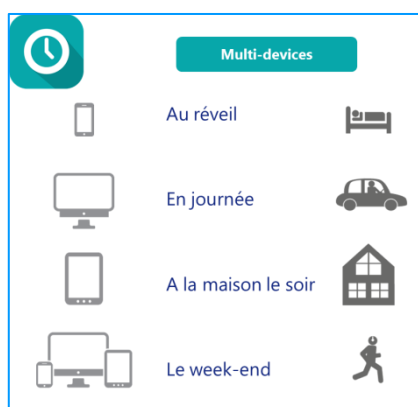 Multi-devices
Au réveil
En journée
A la maison le soir
Le week-end